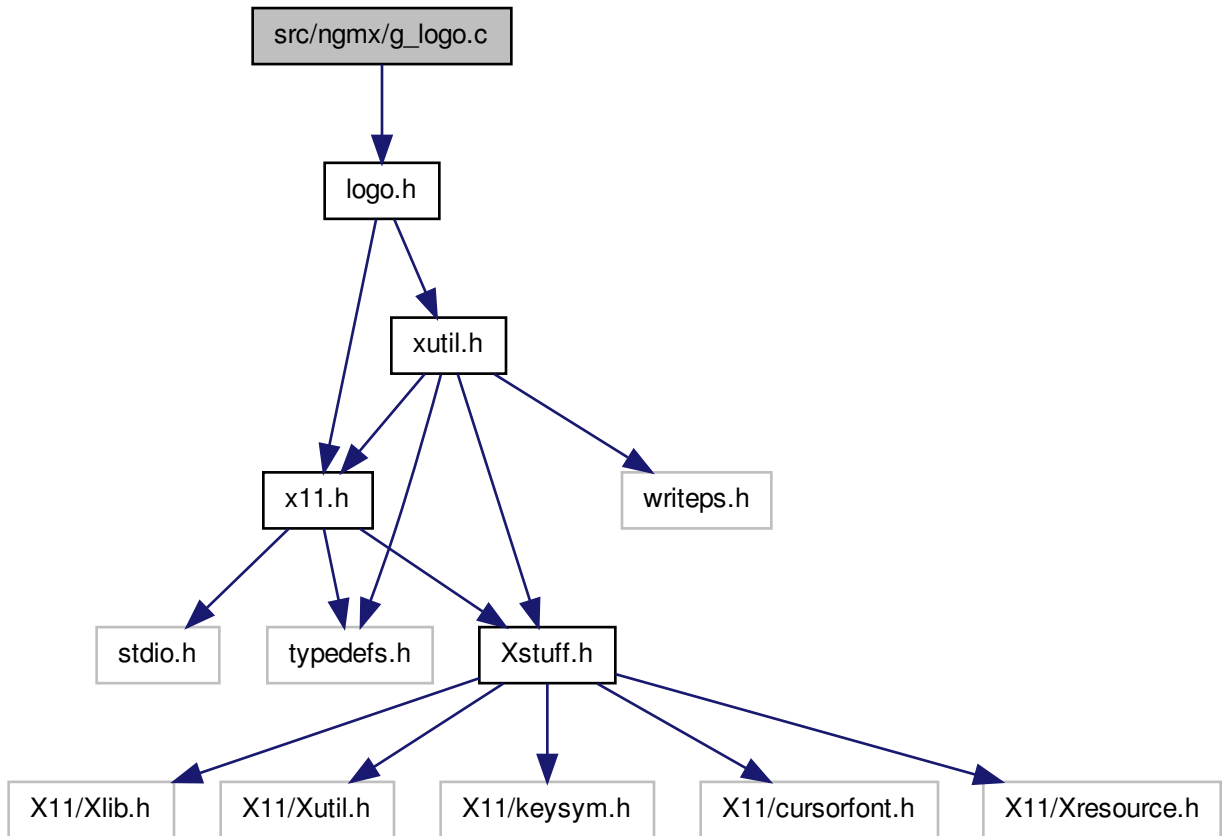 src/ngmx/g_logo.c
logo.h
xutil.h
x11.h
writeps.h
stdio.h
typedefs.h
Xstuff.h
X11/Xlib.h
X11/Xutil.h
X11/keysym.h
X11/cursorfont.h
X11/Xresource.h